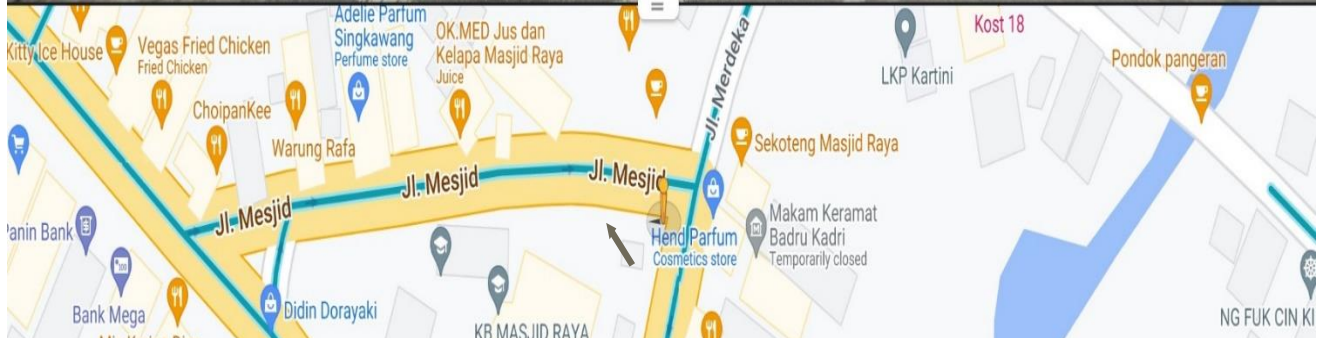 Kitty Ice House
Vegas Fried Chicken
Fried Chicken
Adelie Parfum
Singkawang
Perfume store
OK.MED Jus dan
Kelapa Masjid Raya
Juice
Kost 18
LKP Kartini
Pondok pangeran
ChoipanKee
Warung Rafa
Jl. Merdeka
Sekoteng Masjid Raya
Jl. Mesjid
Jl. Mesjid
Jl. Mesjid
Panin Bank
Hend Parfum
Cosmetics store
Makam Keramat
Badru Kadri
Temporarily closed
Bank Mega
Didin Dorayaki
KB MASJID RAYA
NG FUK CIN KI